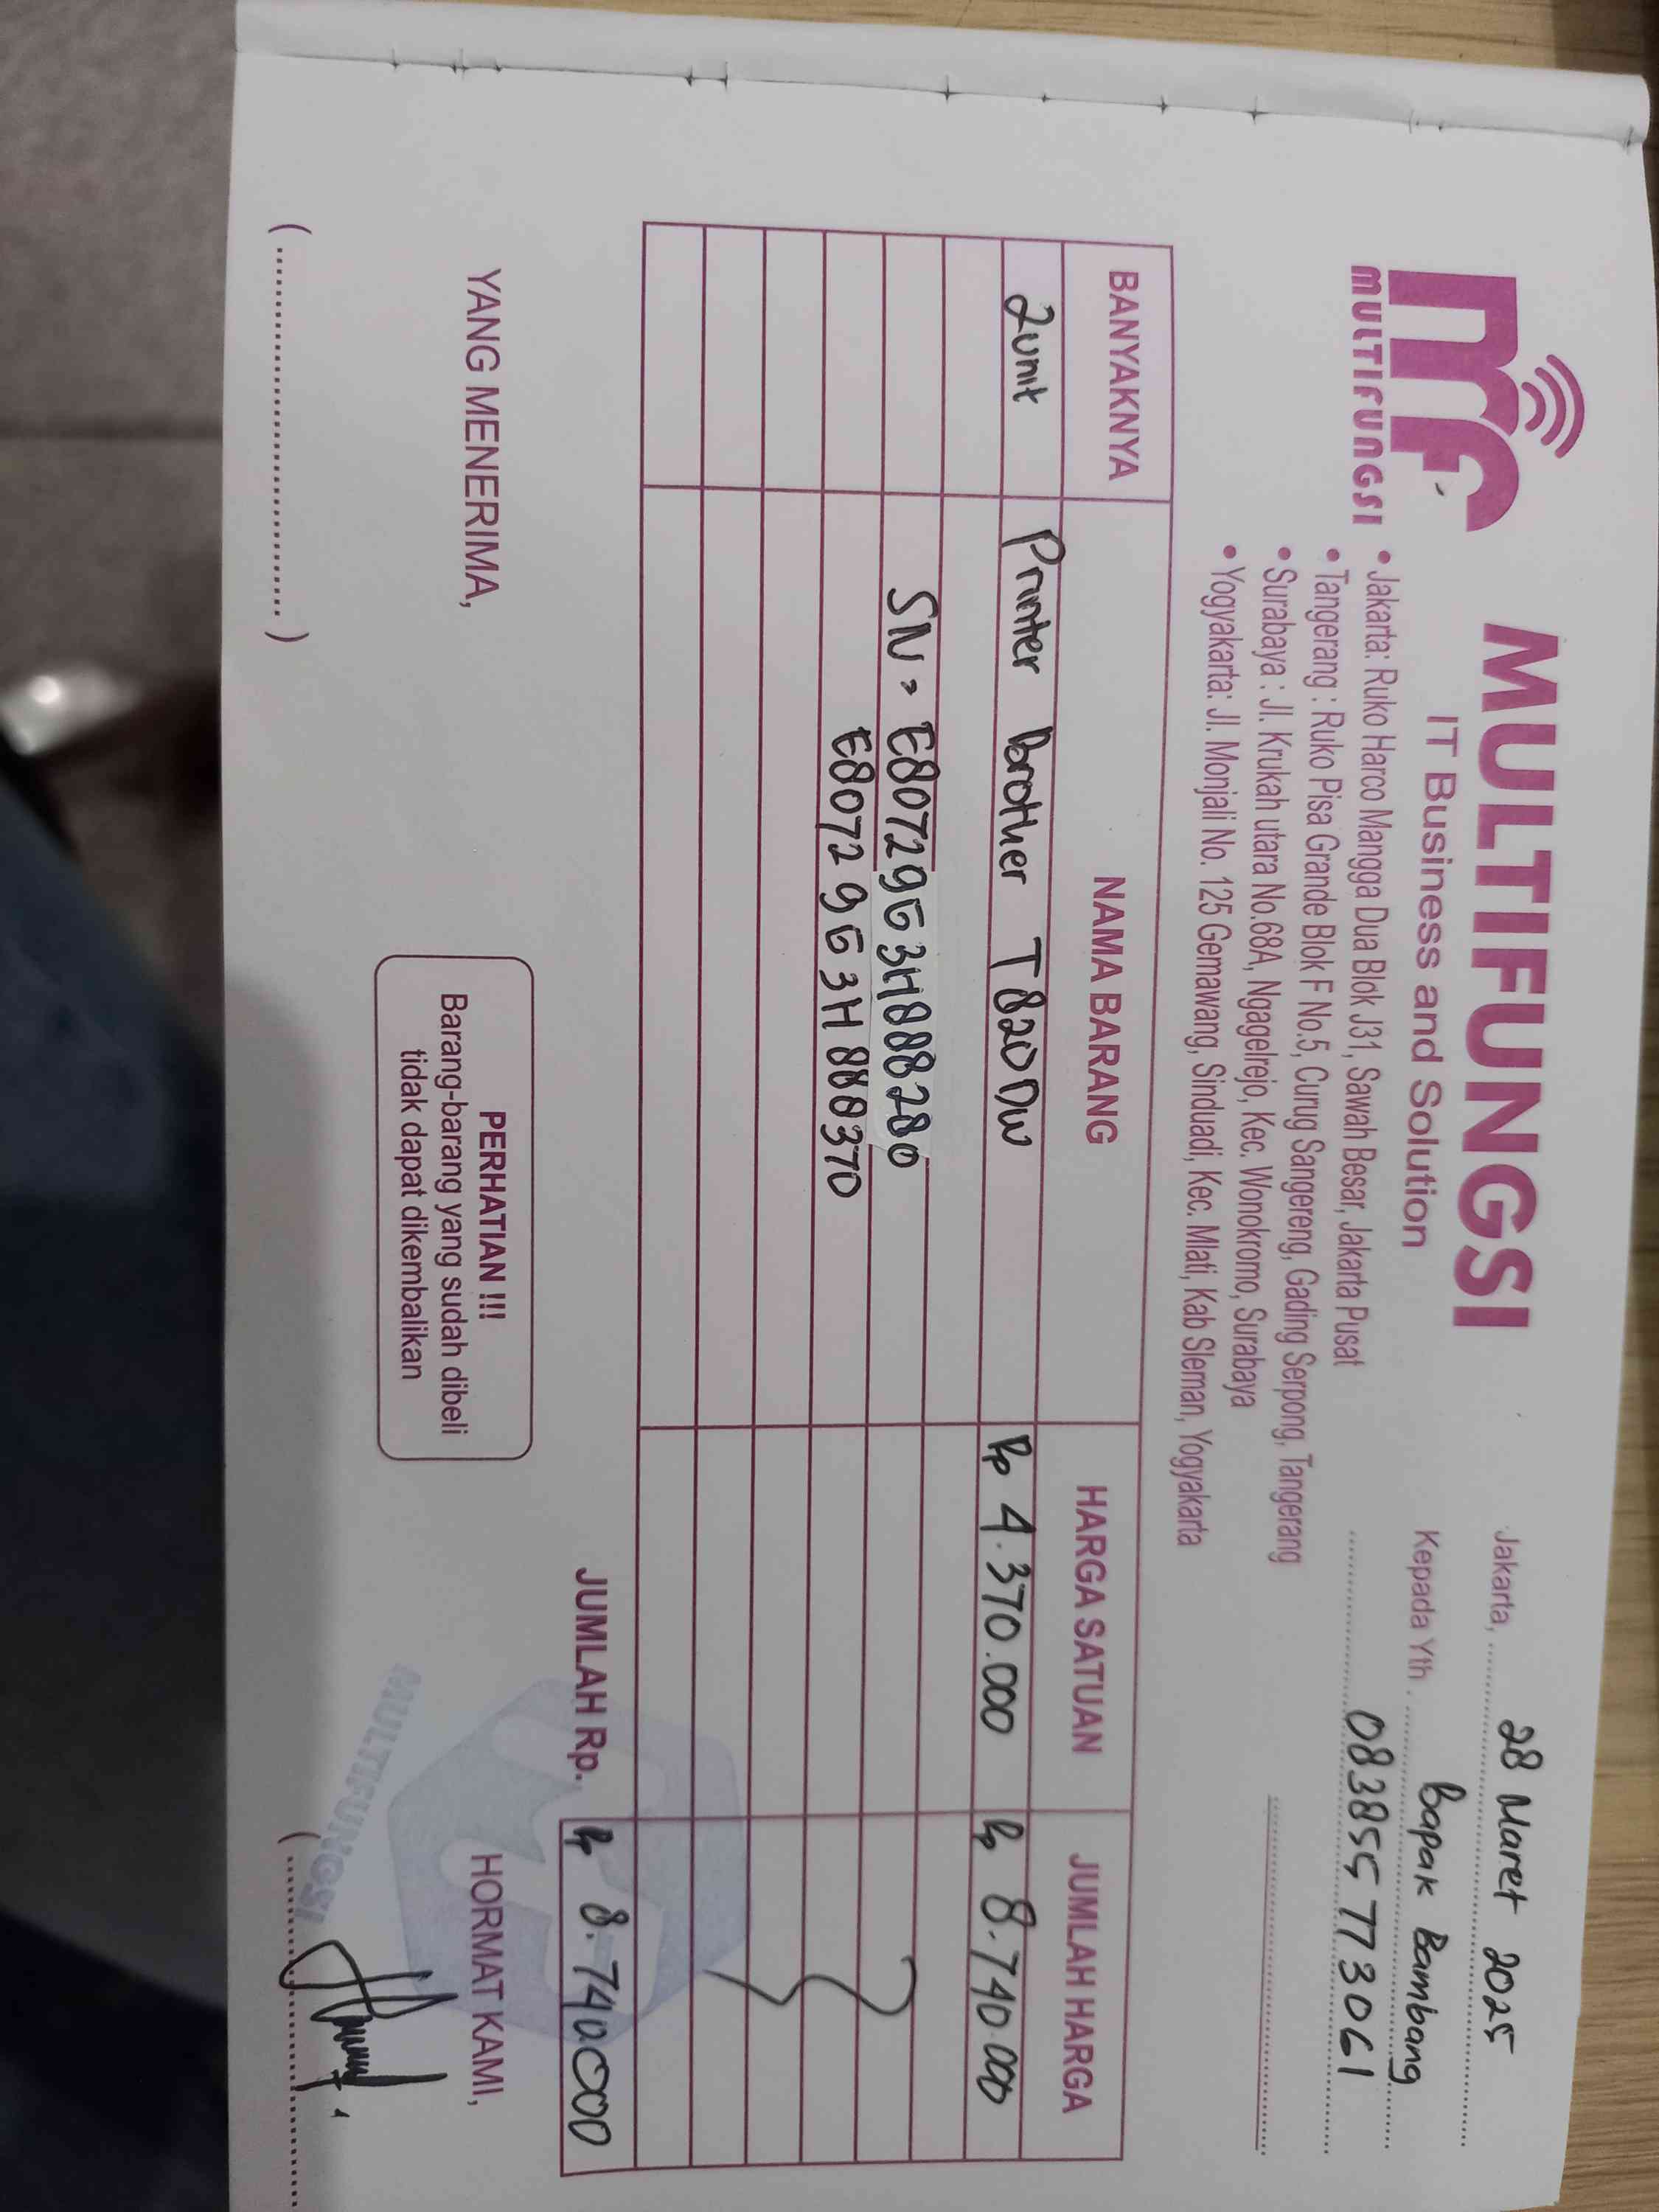 mf
MULTIFUNGSI
MULTIFUNGSI
IT Business and Solution
• Jakarta: Ruko Harco Mangga Dua Blok J31, Sawah Besar, Jakarta Pusat
• Tangerang : Ruko Pisa Grande Blok F No.5, Curug Sangereng, Gading Serpong, Tangerang
• Surabaya : Jl. Krukah utara No.68A, Ngagelrejo, Kec. Wonokromo, Surabaya
• Yogyakarta: Jl. Monjali No. 125 Gemawang, Sinduadi, Kec. Mlati, Kab Sleman, Yogyakarta
Jakarta, 28 Maret 2025
Kepada Yth. Bapak Bambang
083855773061
BANYAKNYA NAMA BARANG HARGA SATUAN JUMLAH HARGA
2unit Printer Brother T820DW Rp 4.370.000 Rp 8.740.000
SN: E80729G3H888280
E80729G3H888370
JUMLAH Rp. Rp 8.740.000
YANG MENERIMA,
PERHATIAN !!!
Barang-barang yang sudah dibeli
tidak dapat dikembalikan
HORMAT KAMI,
MULTIFUNGSI